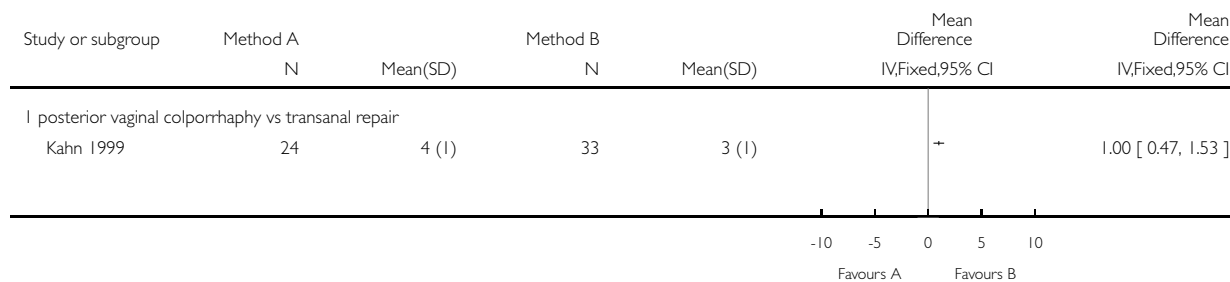 Mean Mean
Study or subgroup Method A Method B Difference Difference
N Mean(SD) N Mean(SD) IV,Fixed,95% CI IV,Fixed,95% CI
1 posterior vaginal colporrhaphy vs transanal repair
Kahn 1999 24 4 (1) 33 3 (1) 1.00 [ 0.47, 1.53 ]
-10 -5 0 5 10
Favours A Favours B